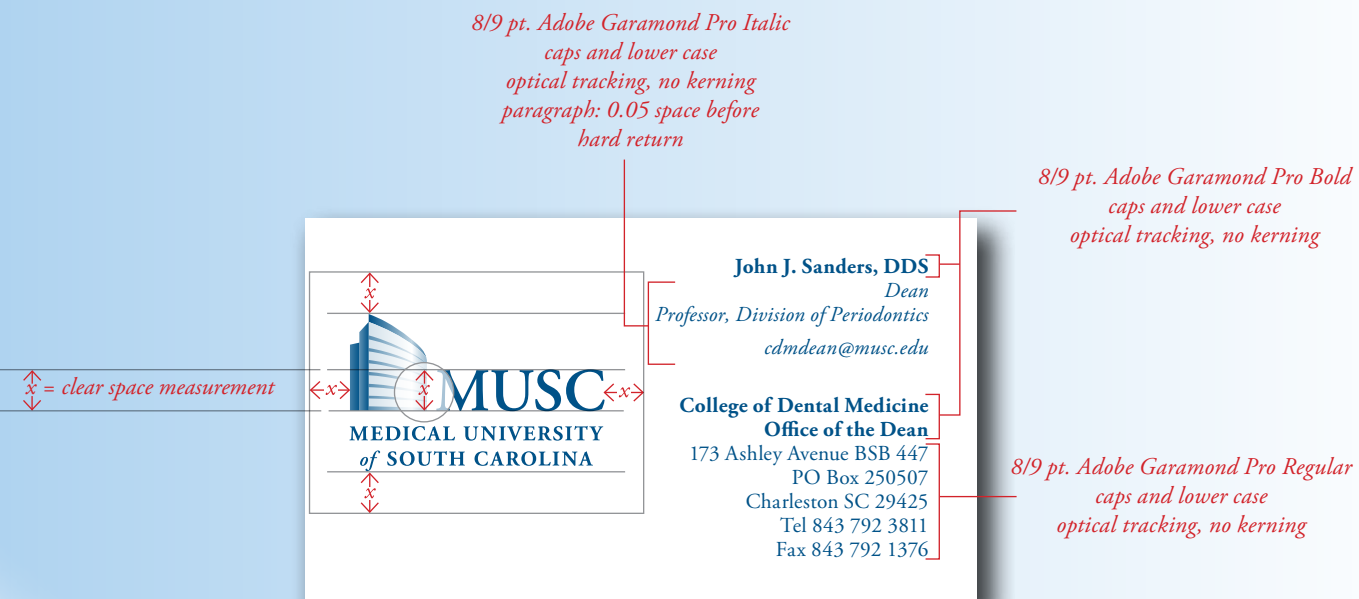 8/9 pt. Adobe Garamond Pro Italic
caps and lower case
optical tracking, no kerning
paragraph: 0.05 space before
hard return
8/9 pt. Adobe Garamond Pro Bold
caps and lower case
optical tracking, no kerning
John J. Sanders, DDS
Dean
Professor, Division of Periodontics
cdmdean@musc.edu
x
x = clear space measurement
x
x
MUSC
x
MEDICAL UNIVERSITY
of SOUTH CAROLINA
x
College of Dental Medicine
Office of the Dean
173 Ashley Avenue BSB 447
PO Box 250507
Charleston SC 29425
Tel 843 792 3811
Fax 843 792 1376
8/9 pt. Adobe Garamond Pro Regular
caps and lower case
optical tracking, no kerning